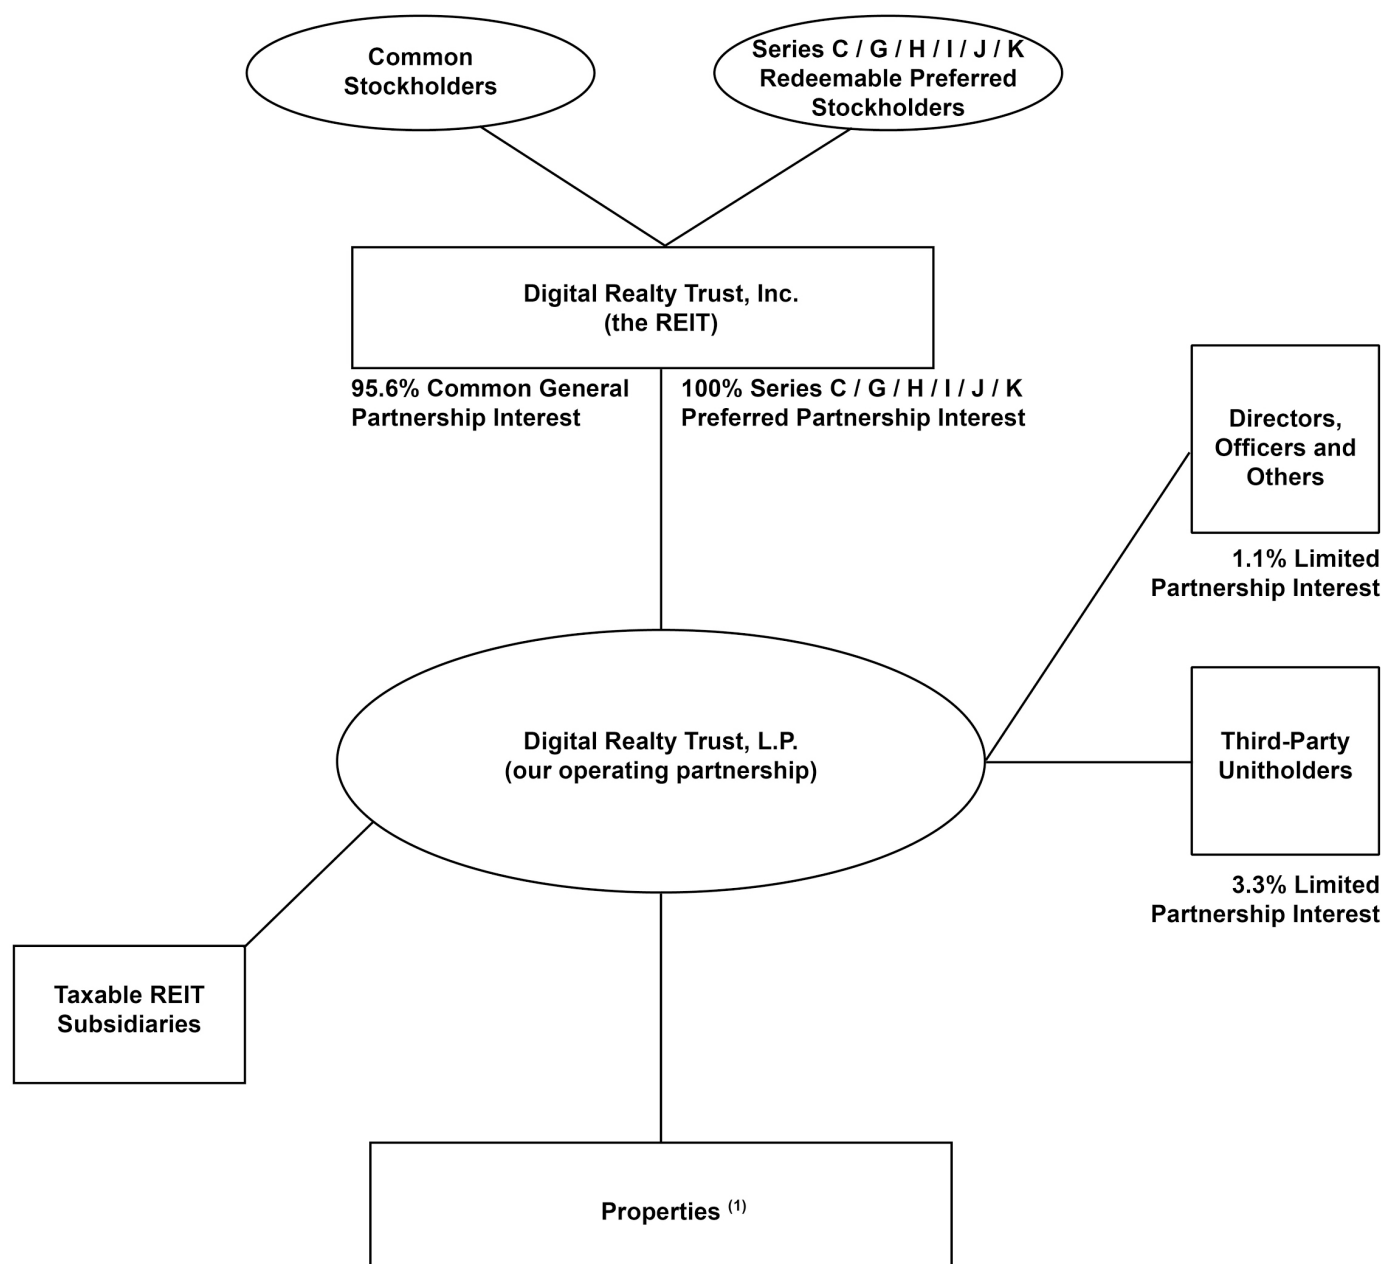 Common
Stockholders
Series C / G / H / I / J / K
Redeemable Preferred
Stockholders
Digital Realty Trust, Inc.
(the REIT)
95.6% Common General
Partnership Interest
100% Series C / G / H / I / J / K
Preferred Partnership Interest
Directors,
Officers and
Others
1.1% Limited
Partnership Interest
Digital Realty Trust, L.P.
(our operating partnership)
Third-Party
Unitholders
3.3% Limited
Partnership Interest
Taxable REIT
Subsidiaries
Properties (1)